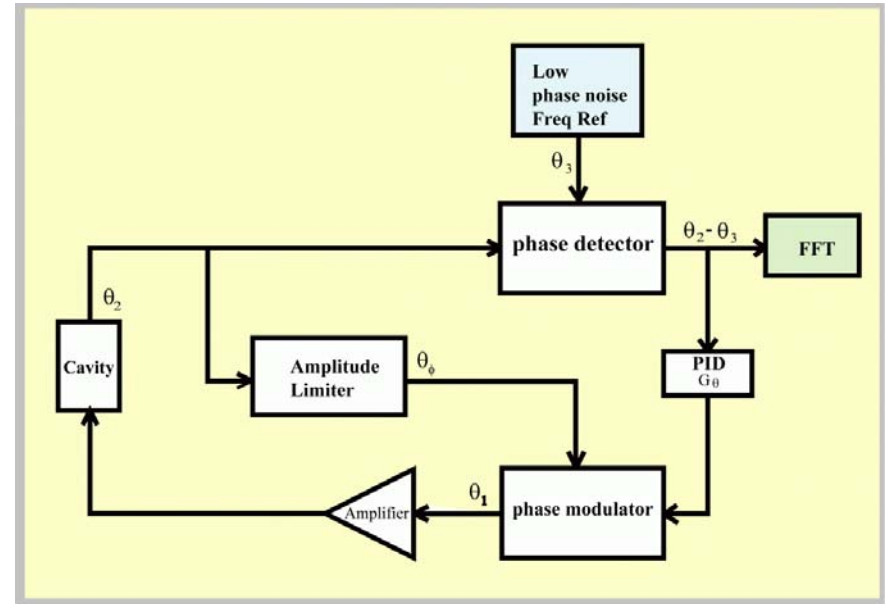 Low
phase noise
Freq Ref
θ₃
phase detector
θ₂- θ₃
FFT
θ₂
Cavity
Amplitude
Limiter
θᵩ
PID
Gθ
θ₁
Amplifier
phase modulator